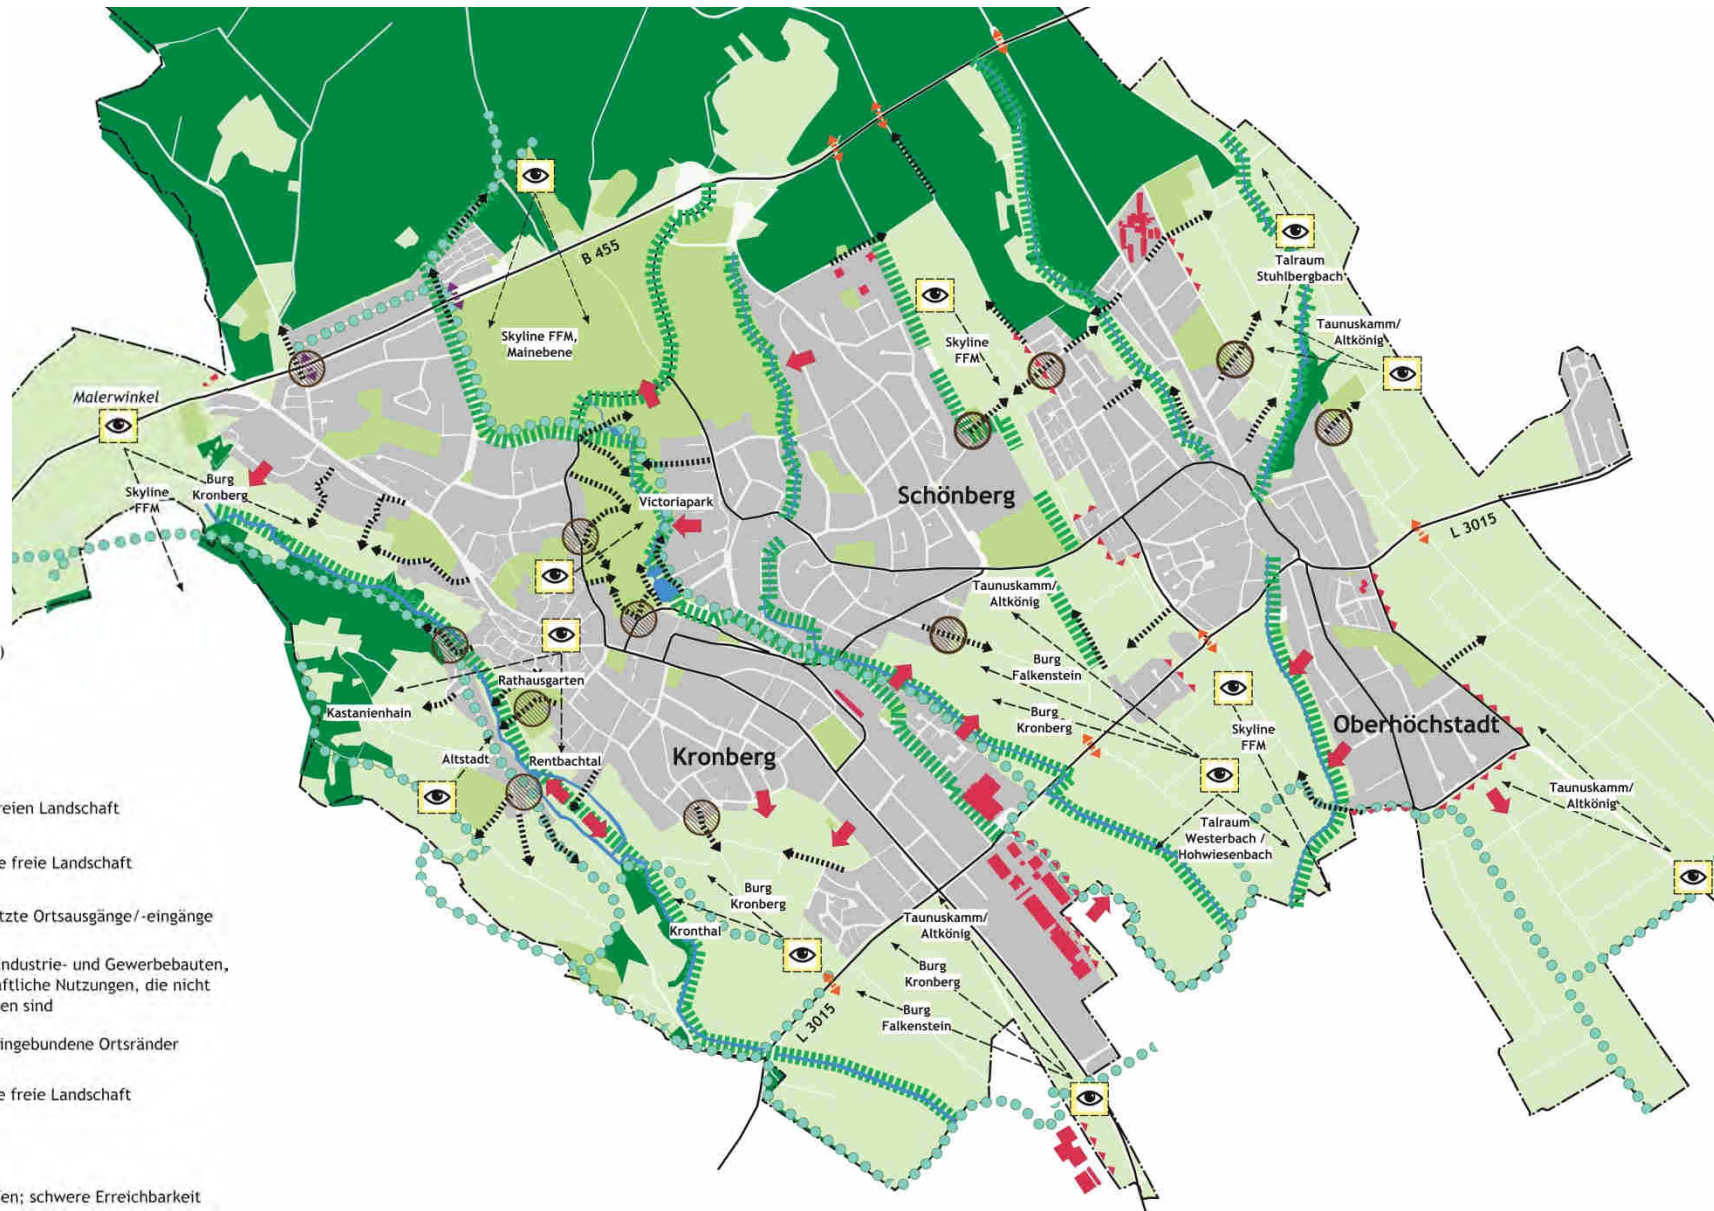 B 455
Skyline FFM,
Mainebene
Talraum
Stuhlbergbach
Taunuskamm/
Altkönig
Skyline
FFM
Malerwinkel
Burg
Kronberg
Skyline
FFM
Victoriapark
Schönberg
L 3015
Taunuskamm/
Altkönig
)
Burg
Falkenstein
Rathausgarten
Kastanienhain
Burg
Kronberg
Skyline
FFM
Oberhöchstadt
Altstadt
Rentbachtal
Kronberg
Taunuskamm/
Altkönig
reien Landschaft
Talraum
Westerbach /
Hohwiesenbach
e freie Landschaft
Burg
Kronberg
tzte Ortsausgänge/-eingänge
Taunuskamm/
Altkönig
Kronthal
ndustrie- und Gewerbebauten,
ftliche Nutzungen, die nicht
en sind
Burg
Kronberg
Burg
Falkenstein
L 3015
ingebundene Ortsränder
e freie Landschaft
en; schwere Erreichbarkeit